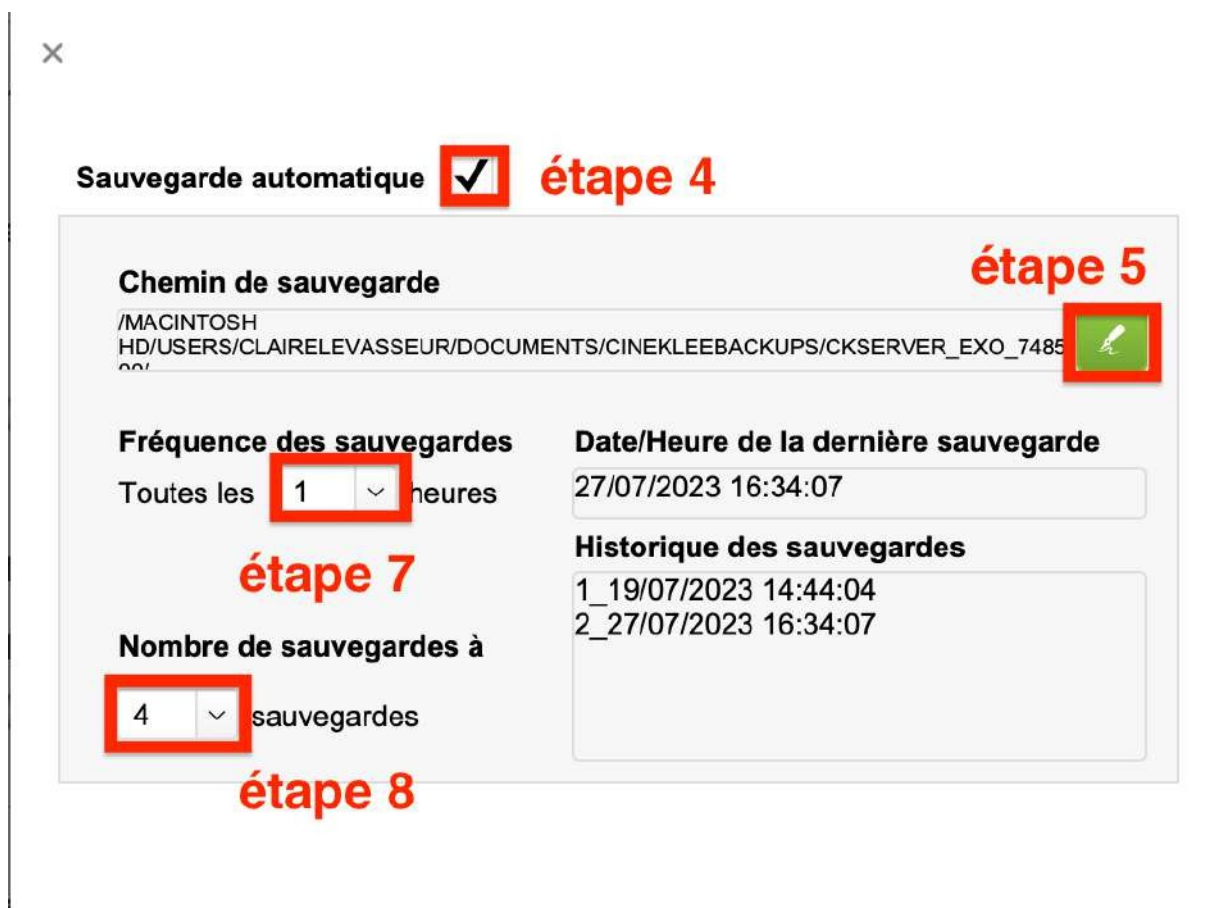 Sauvegarde automatique étape 4
étape 5
Chemin de sauvegarde
/MACINTOSH
HD/USERS/CLAIRELEVASSEUR/DOCUMENTS/CINEKLEEBACKUPS/CKSERVER_EXO_7485
Fréquence des sauvegardes
Toutes les 1 heures
étape 7
Nombre de sauvegardes à
4 sauvegardes
étape 8
Date/Heure de la dernière sauvegarde
27/07/2023 16:34:07
Historique des sauvegardes
1_19/07/2023 14:44:04
2_27/07/2023 16:34:07